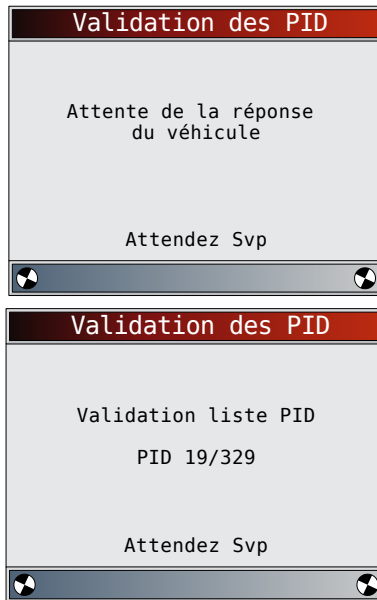 Validation des PID
Attente de la réponse
du véhicule
Attendez Svp
Validation des PID
Validation liste PID
PID 19/329
Attendez Svp